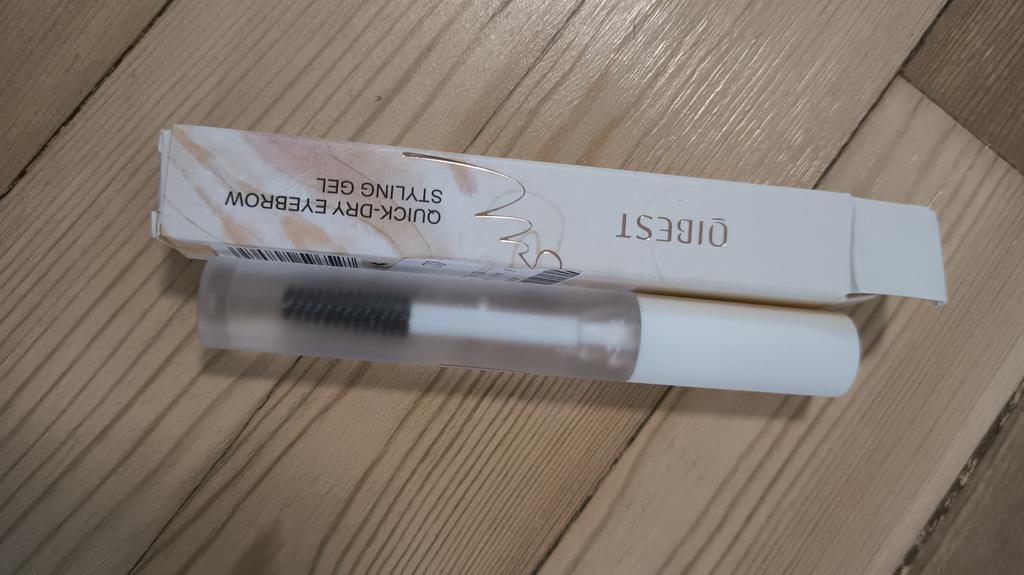 QIBEST
QUICK-DRY EYEBROW
STYLING GEL